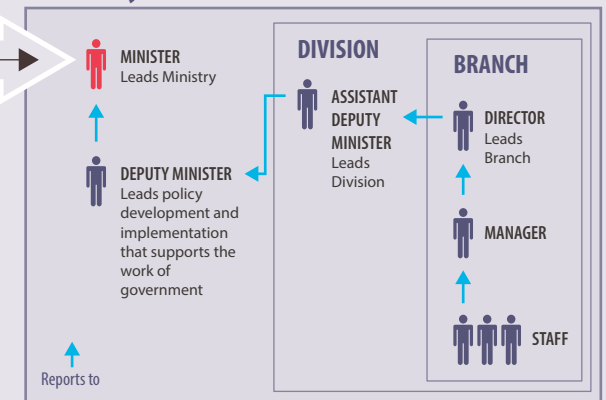 MINISTER
Leads Ministry
DEPUTY MINISTER
Leads policy
development and
implementation
that supports the
work of
government
Reports to
DIVISION
ASSISTANT
DEPUTY
MINISTER
Leads
Division
BRANCH
DIRECTOR
Leads
Branch
MANAGER
STAFF